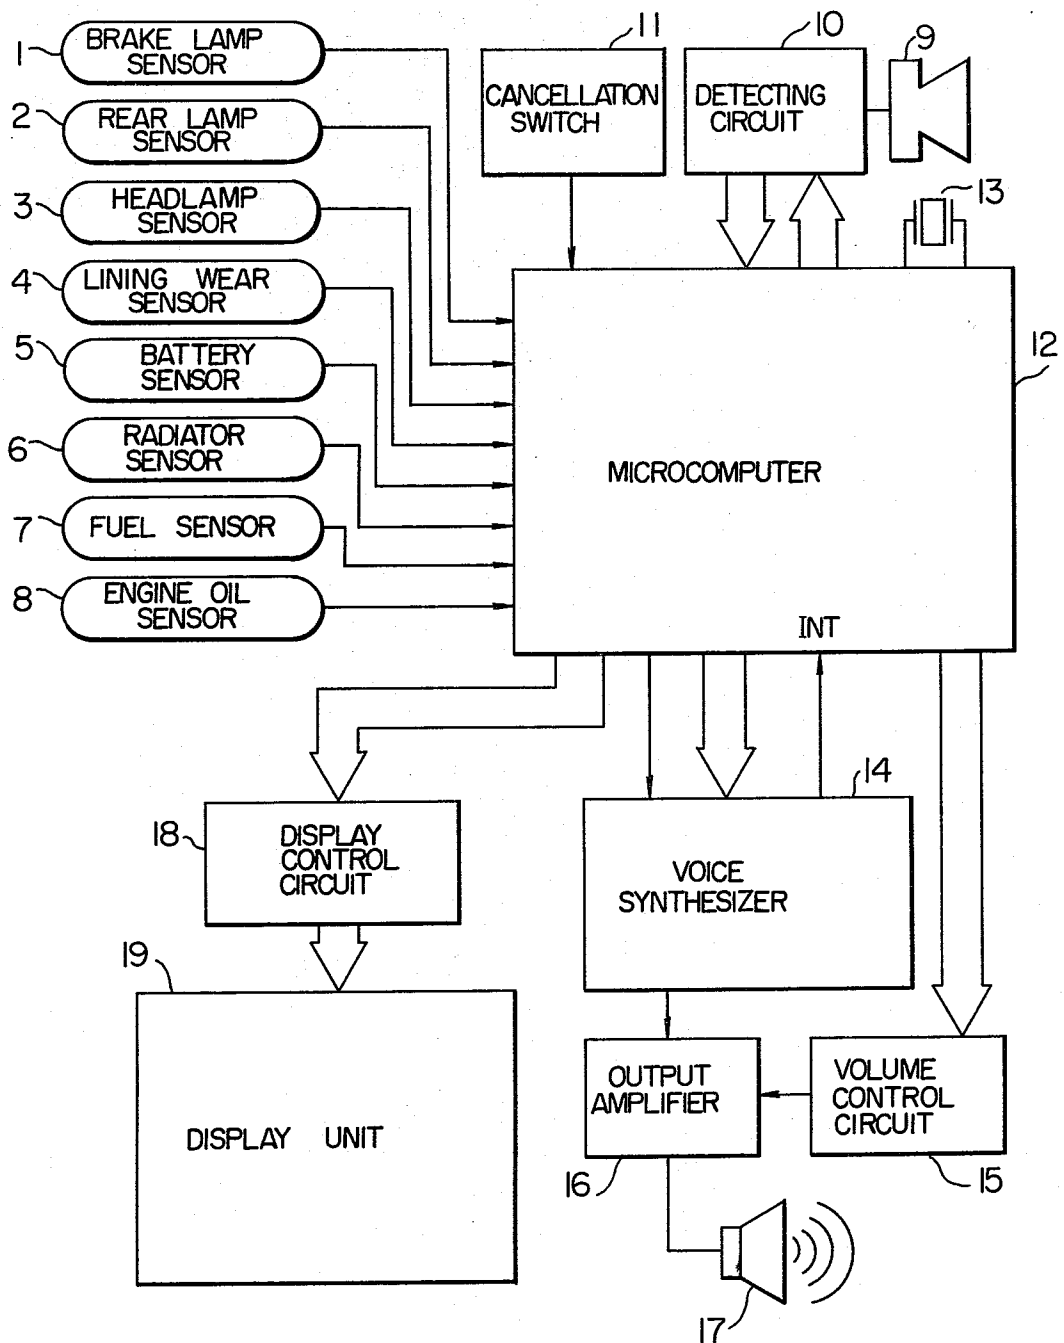 1
BRAKE LAMP
SENSOR
2
REAR LAMP
SENSOR
3
HEADLAMP
SENSOR
4
LINING WEAR
SENSOR
5
BATTERY
SENSOR
6
RADIATOR
SENSOR
7
FUEL SENSOR
8
ENGINE OIL
SENSOR
11
CANCELLATION
SWITCH
10
DETECTING
CIRCUIT
9
13
12
MICROCOMPUTER
INT
18
DISPLAY
CONTROL
CIRCUIT
14
VOICE
SYNTHESIZER
19
DISPLAY UNIT
OUTPUT
AMPLIFIER
16
VOLUME
CONTROL
CIRCUIT
15
17